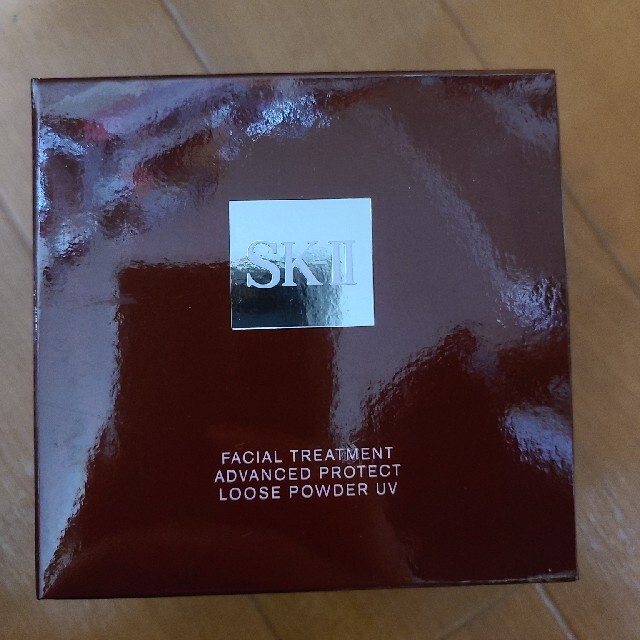 SK-II
FACIAL TREATMENT
ADVANCED PROTECT
LOOSE POWDER UV